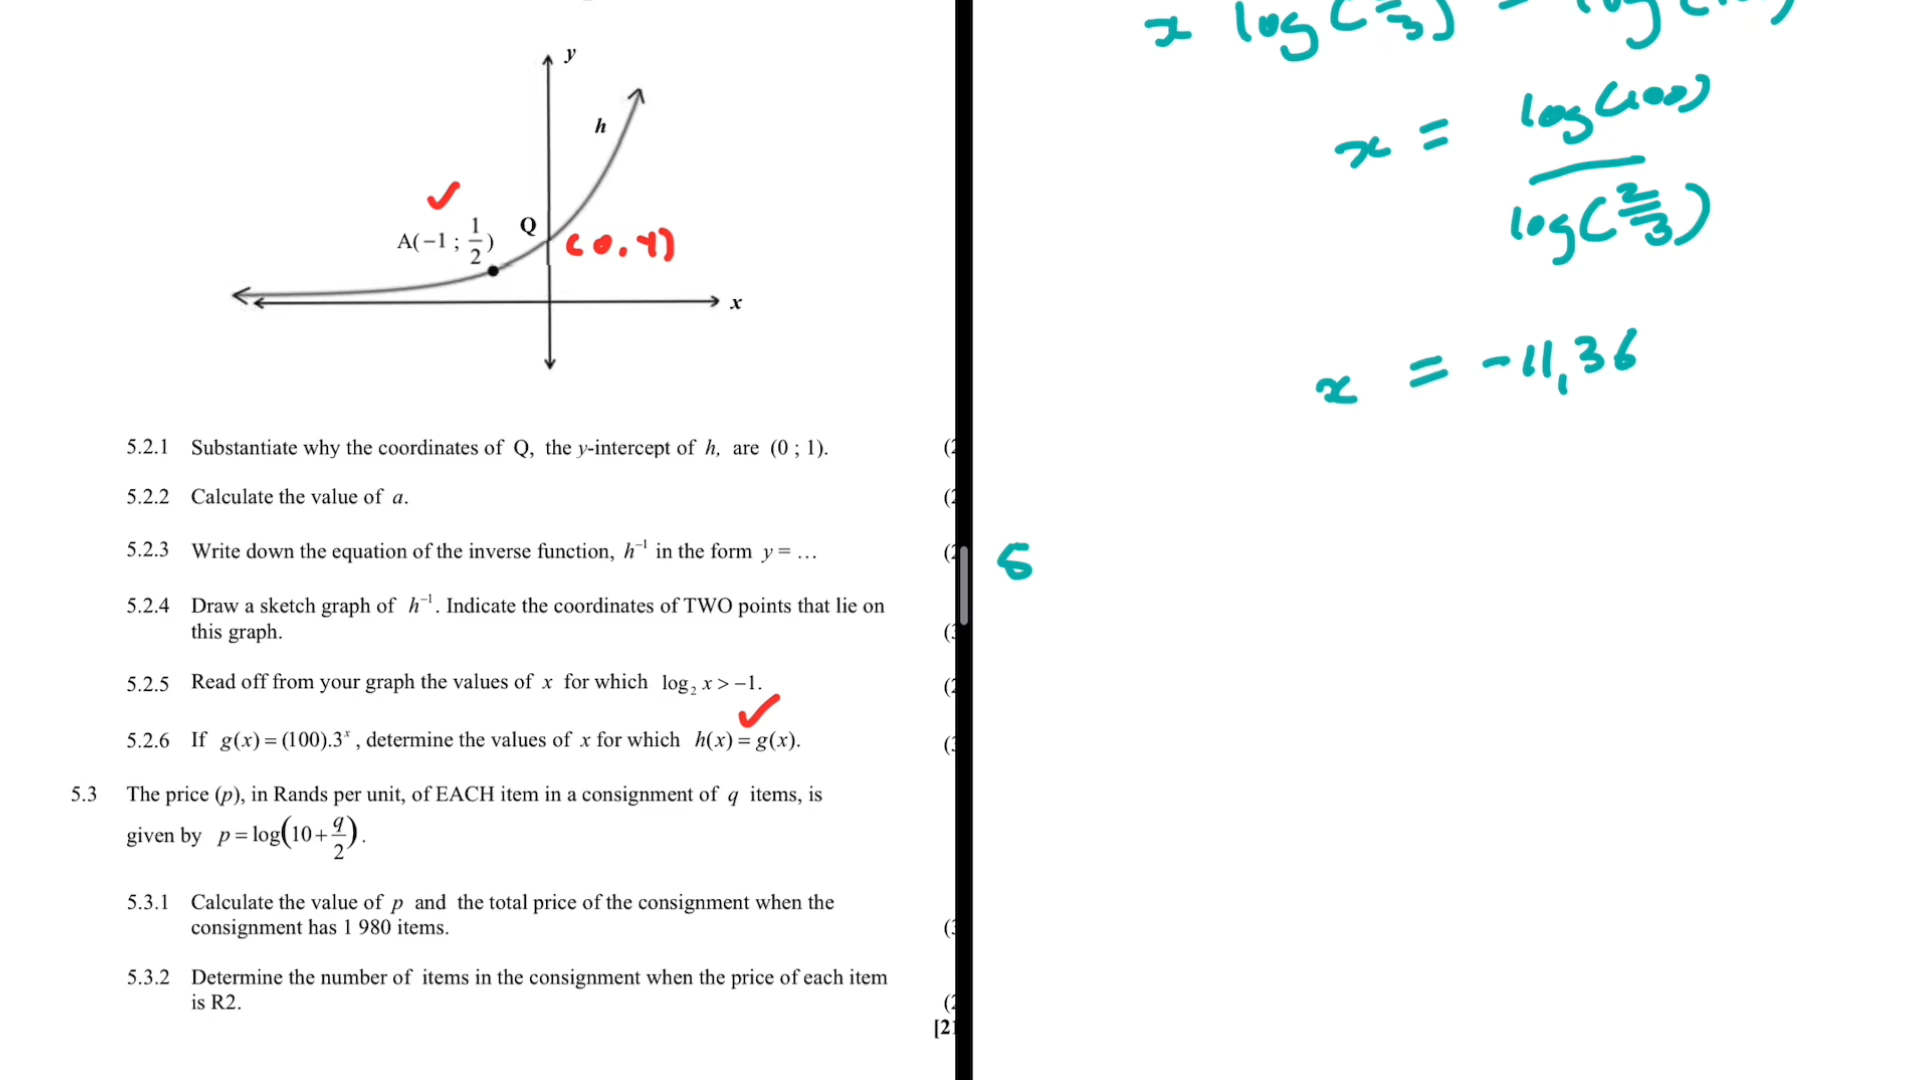 y
h
A(−1 ; 1/2)
Q
(0,1)
x
5.2.1 Substantiate why the coordinates of Q, the y-intercept of h, are (0 ; 1).
5.2.2 Calculate the value of a.
5.2.3 Write down the equation of the inverse function, h⁻¹ in the form y = …
5.2.4 Draw a sketch graph of h⁻¹. Indicate the coordinates of TWO points that lie on
this graph.
5.2.5 Read off from your graph the values of x for which log₂ x > −1.
5.2.6 If g(x) = (100).3ˣ, determine the values of x for which h(x) = g(x).
5.3 The price (p), in Rands per unit, of EACH item in a consignment of q items, is
given by p = log(10 + q/2).
5.3.1 Calculate the value of p and the total price of the consignment when the
consignment has 1 980 items.
5.3.2 Determine the number of items in the consignment when the price of each item
is R2.
[2
x log(2/3) =
x = log(100) / log(2/3)
x = -11,36
5